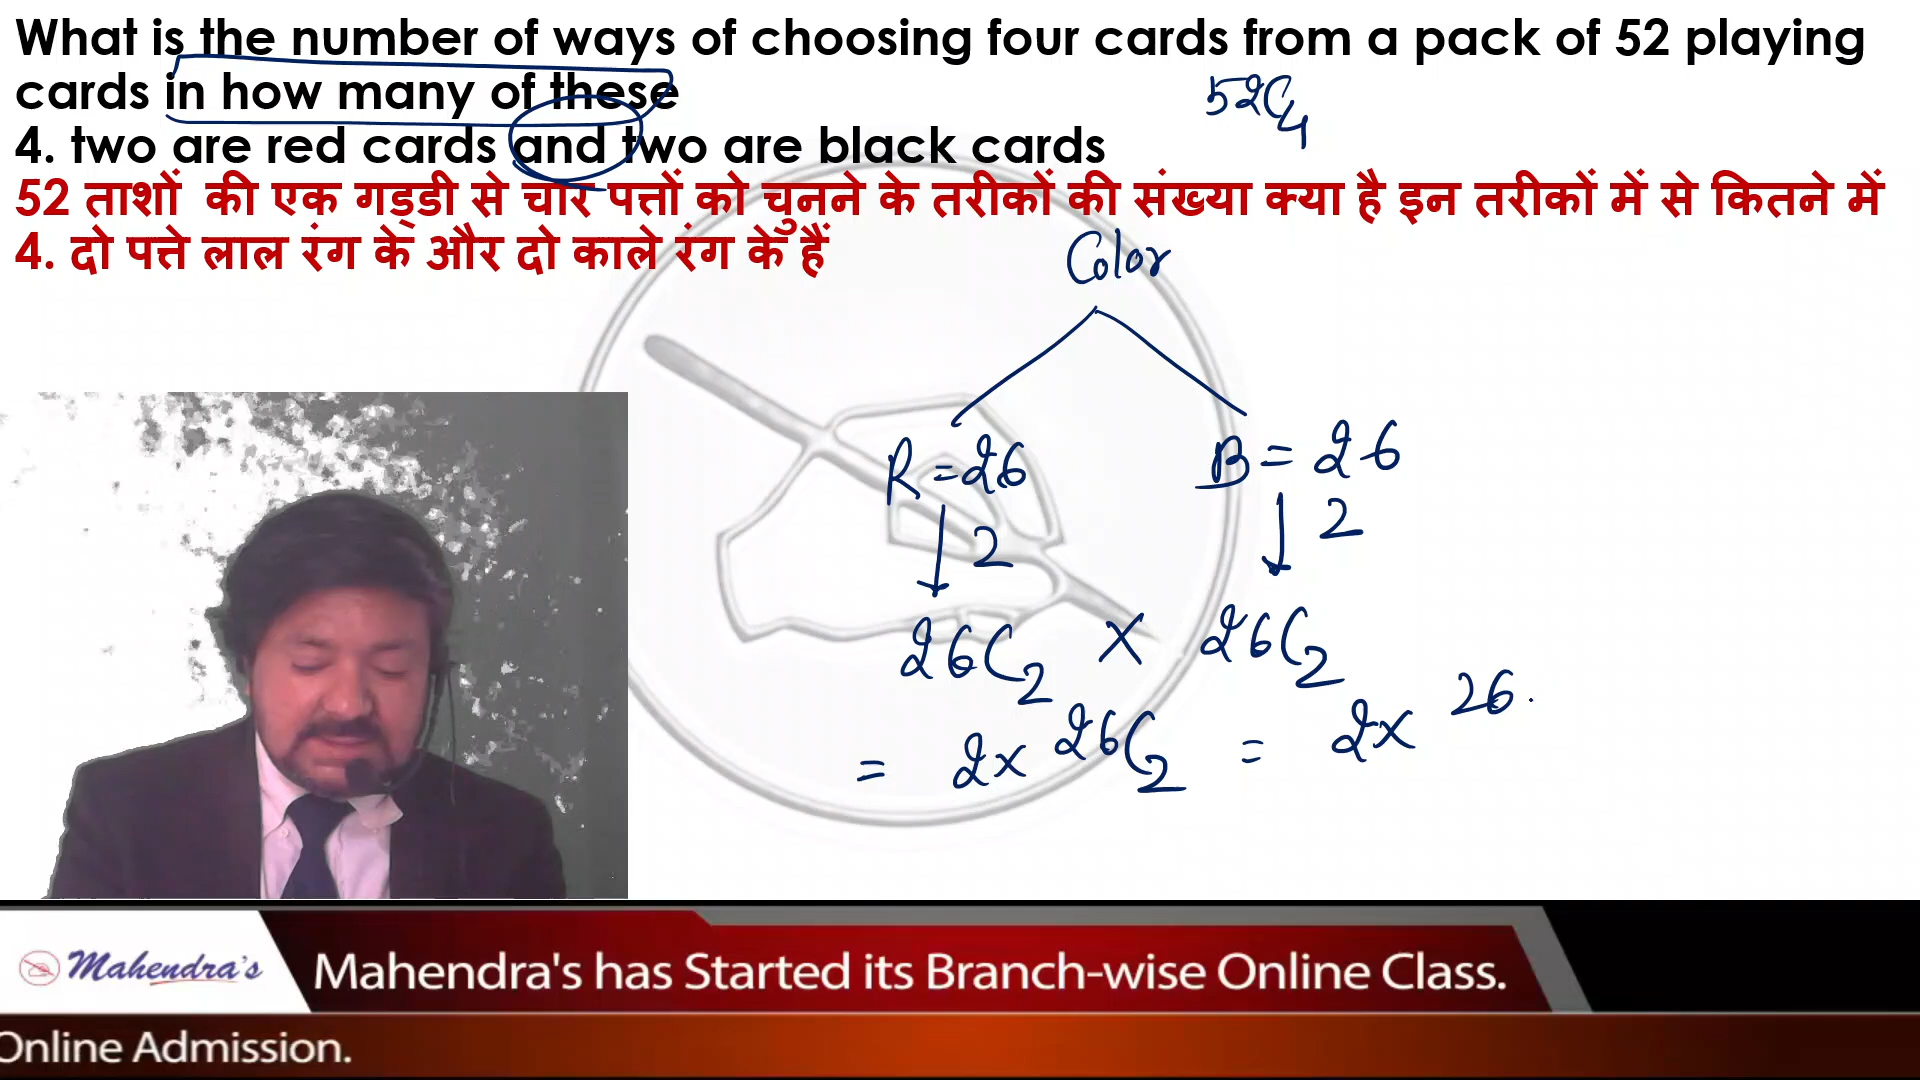 What is the number of ways of choosing four cards from a pack of 52 playing
cards in how many of these
52C4
4. two are red cards and two are black cards
52 ताशों की एक गड्डी से चार पत्तों को चुनने के तरीकों की संख्या क्या है इन तरीकों में से कितने में
4. दो पत्ते लाल रंग के और दो काले रंग के हैं
Color
R = 26 B = 26
2 2
26C2 X 26C2
= 2x 26C2 = 2x 26.
Mahendra's
Mahendra's has Started its Branch-wise Online Class.
Online Admission.